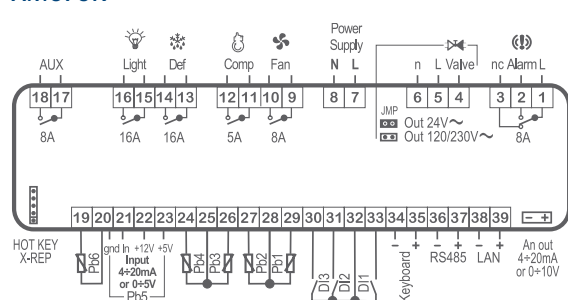 Power
Supply
AUX Light Def Comp Fan N L n L Valve nc Alarm L
18 17 16 15 14 13 12 11 10 9 8 7 6 5 4 3 2 1
8A 16A 16A 5A 8A
JMP
Out 24V~
Out 120/230V~
8A
19 20 21 22 23 24 25 26 27 28 29 30 31 32 33 34 35 36 37 38 39 - +
HOT KEY
X-REP
Pb6
gnd In +12V +5V
Input
4÷20mA
or 0÷5V
Pb5
Pb4
Pb3
Pb2
Pb1
DI3
DI2
DI1
- +
Keyboard
- +
RS485
- +
LAN
An out
4÷20mA
or 0÷10V